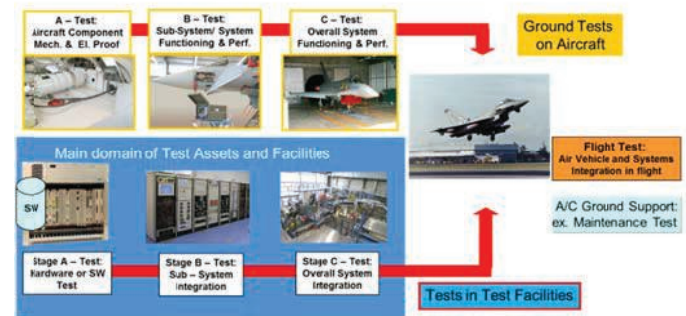 A – Test:
Aircraft Component
Mech. & El. Proof
B – Test:
Sub-System/ System
Functioning & Perf.
C – Test:
Overall System
Functioning & Perf.
Ground Tests
on Aircraft
Main domain of Test Assets and Facilities
SW
Flight Test:
Air Vehicle and Systems
Integration in flight
A/C Ground Support:
ex. Maintenance Test
Stage A – Test:
Hardware or SW
Test
Stage B – Test:
Sub – System
Integration
Stage C – Test:
Overall System
Integration
Tests in Test Facilities